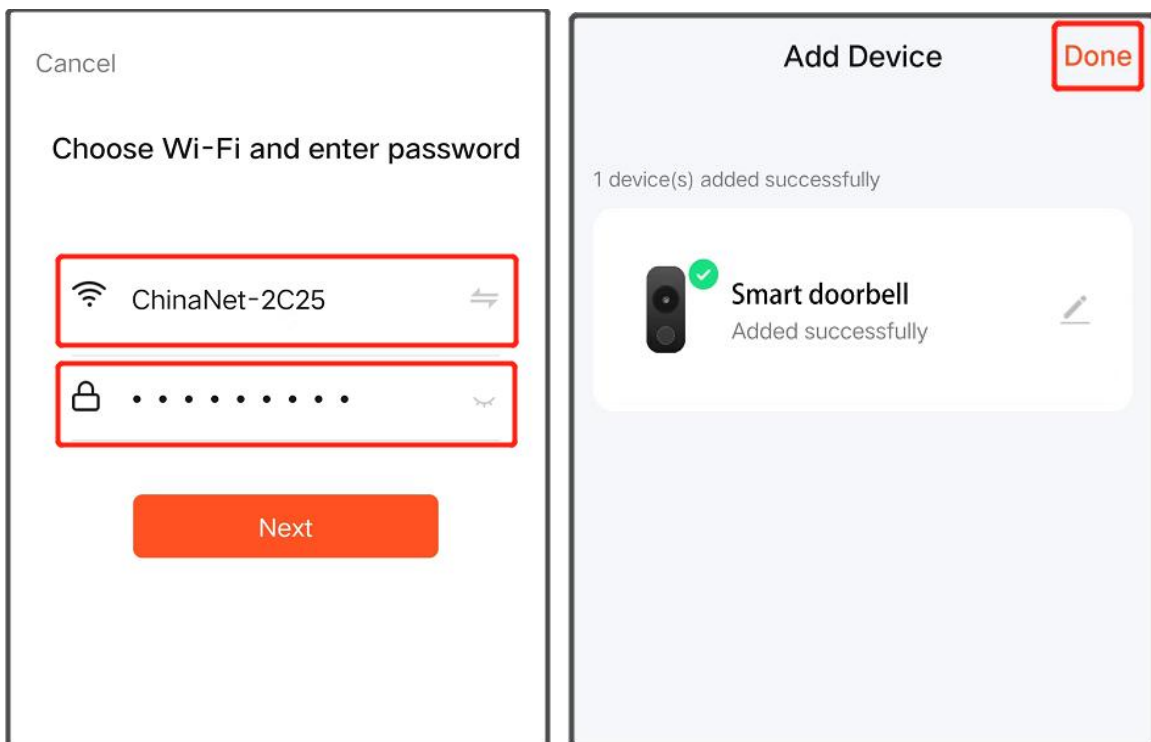 Cancel
Choose Wi-Fi and enter password
ChinaNet-2C25
Next
Add Device
Done
1 device(s) added successfully
Smart doorbell
Added successfully